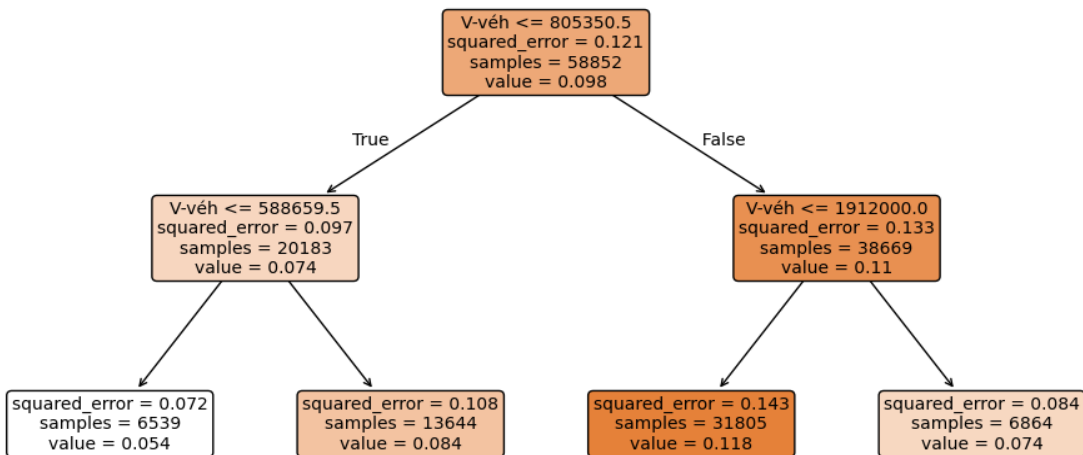 V-véh <= 805350.5
squared_error = 0.121
samples = 58852
value = 0.098
True
False
V-véh <= 588659.5
squared_error = 0.097
samples = 20183
value = 0.074
V-véh <= 1912000.0
squared_error = 0.133
samples = 38669
value = 0.11
squared_error = 0.072
samples = 6539
value = 0.054
squared_error = 0.108
samples = 13644
value = 0.084
squared_error = 0.143
samples = 31805
value = 0.118
squared_error = 0.084
samples = 6864
value = 0.074